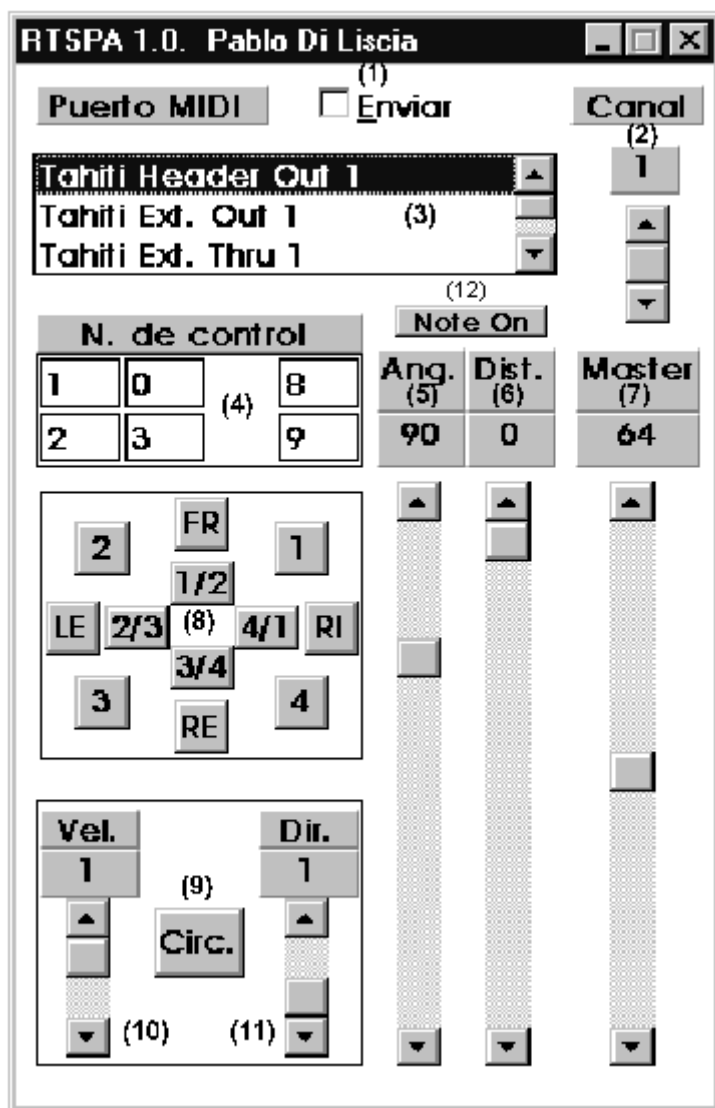 RTSPA 1.0. Pablo Di Liscia
(1)
Puerto MIDI
Enviar
Canal
(2)
1
Tahiti Header Out 1
Tahiti Ext. Out 1
(3)
Tahiti Ext. Thru 1
(12)
Note On
N. de control
1 0 (4) 8
2 3 9
Ang. Dist. Master
(5) (6) (7)
90 0 64
FR
2 1
1/2
LE 2/3 (8) 4/1 RI
3/4
3 4
RE
Vel. Dir.
1 1
(9)
Circ.
(10) (11)